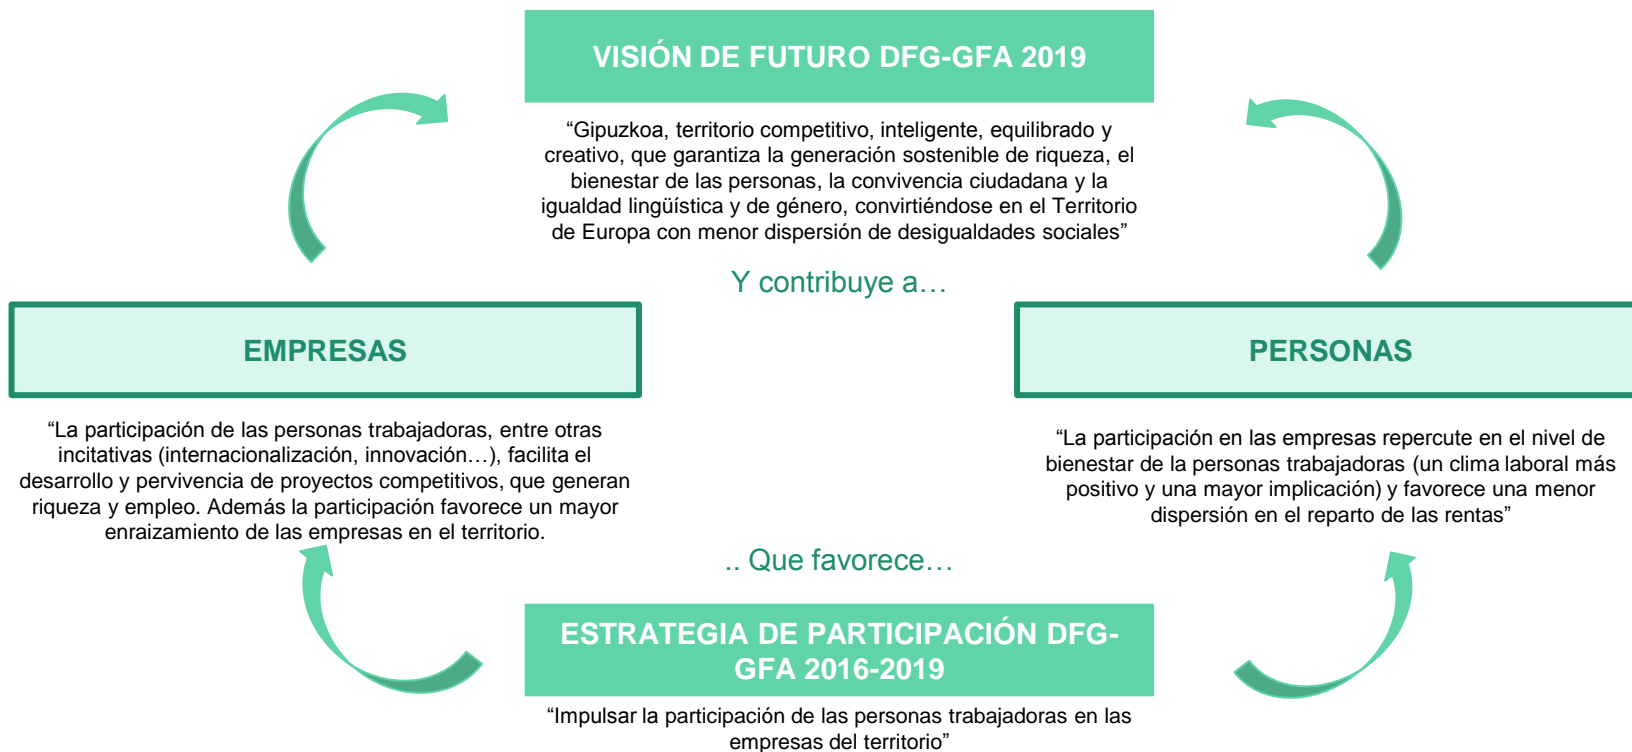 VISIÓN DE FUTURO DFG-GFA 2019
“Gipuzkoa, territorio competitivo, inteligente, equilibrado y
creativo, que garantiza la generación sostenible de riqueza, el
bienestar de las personas, la convivencia ciudadana y la
igualdad lingüística y de género, convirtiéndose en el Territorio
de Europa con menor dispersión de desigualdades sociales”
Y contribuye a…
EMPRESAS
“La participación de las personas trabajadoras, entre otras
incitativas (internacionalización, innovación…), facilita el
desarrollo y pervivencia de proyectos competitivos, que generan
riqueza y empleo. Además la participación favorece un mayor
enraizamiento de las empresas en el territorio.
PERSONAS
“La participación en las empresas repercute en el nivel de
bienestar de la personas trabajadoras (un clima laboral más
positivo y una mayor implicación) y favorece una menor
dispersión en el reparto de las rentas”
.. Que favorece…
ESTRATEGIA DE PARTICIPACIÓN DFG-
GFA 2016-2019
“Impulsar la participación de las personas trabajadoras en las
empresas del territorio”